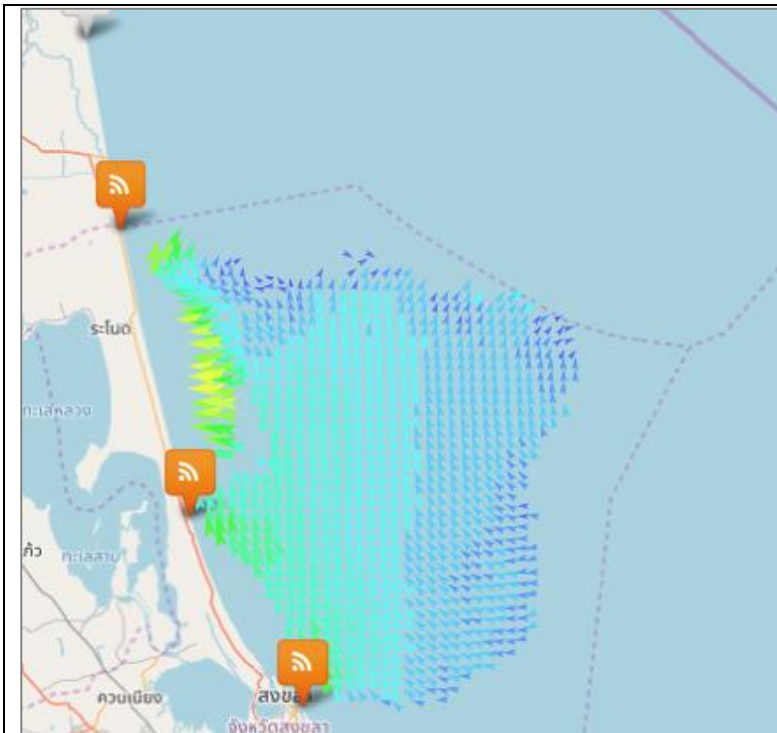 ระโนด
ทะเลหลวง
ทะเลสาบ
ควนเนียง
สงขลา
จังหวัดสงขลา